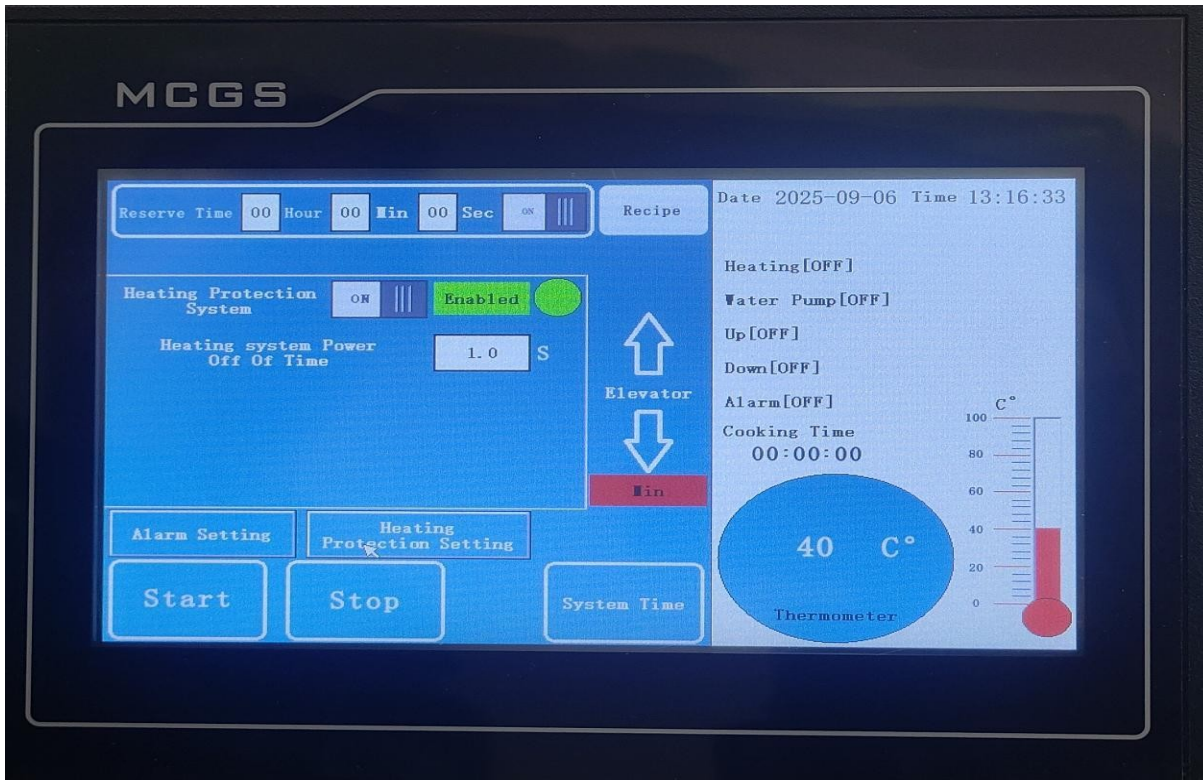 MCGS
Reserve Time 00 Hour 00 Min 00 Sec ON
Recipe
Date 2025-09-06 Time 13:16:33
Heating Protection
System
ON
Enabled
Heating system Power
Off Of Time
1.0 S
Elevator
Min
Heating[OFF]
Water Pump[OFF]
Up[OFF]
Down[OFF]
Alarm[OFF]
Cooking Time
00:00:00
C°
100
80
60
40
20
0
40 C°
Thermometer
Alarm Setting
Heating
Protection Setting
Start
Stop
System Time